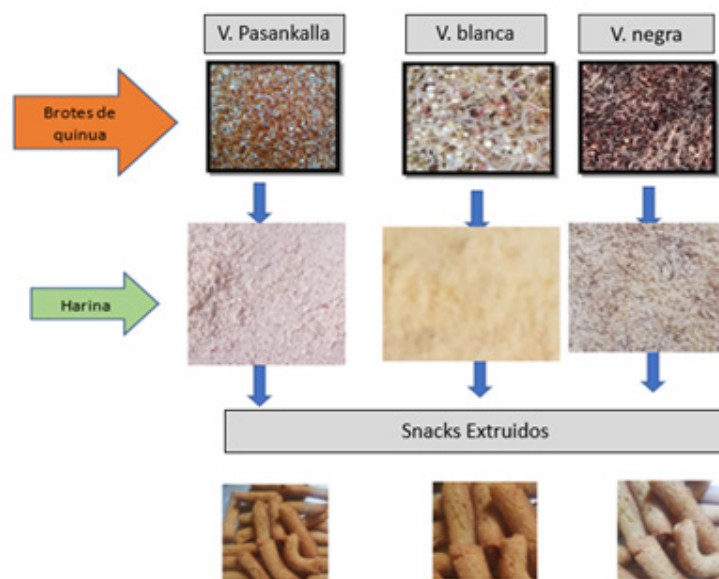 V. Pasankalla
V. blanca
V. negra
Brotes de
quinua
Harina
Snacks Extruidos